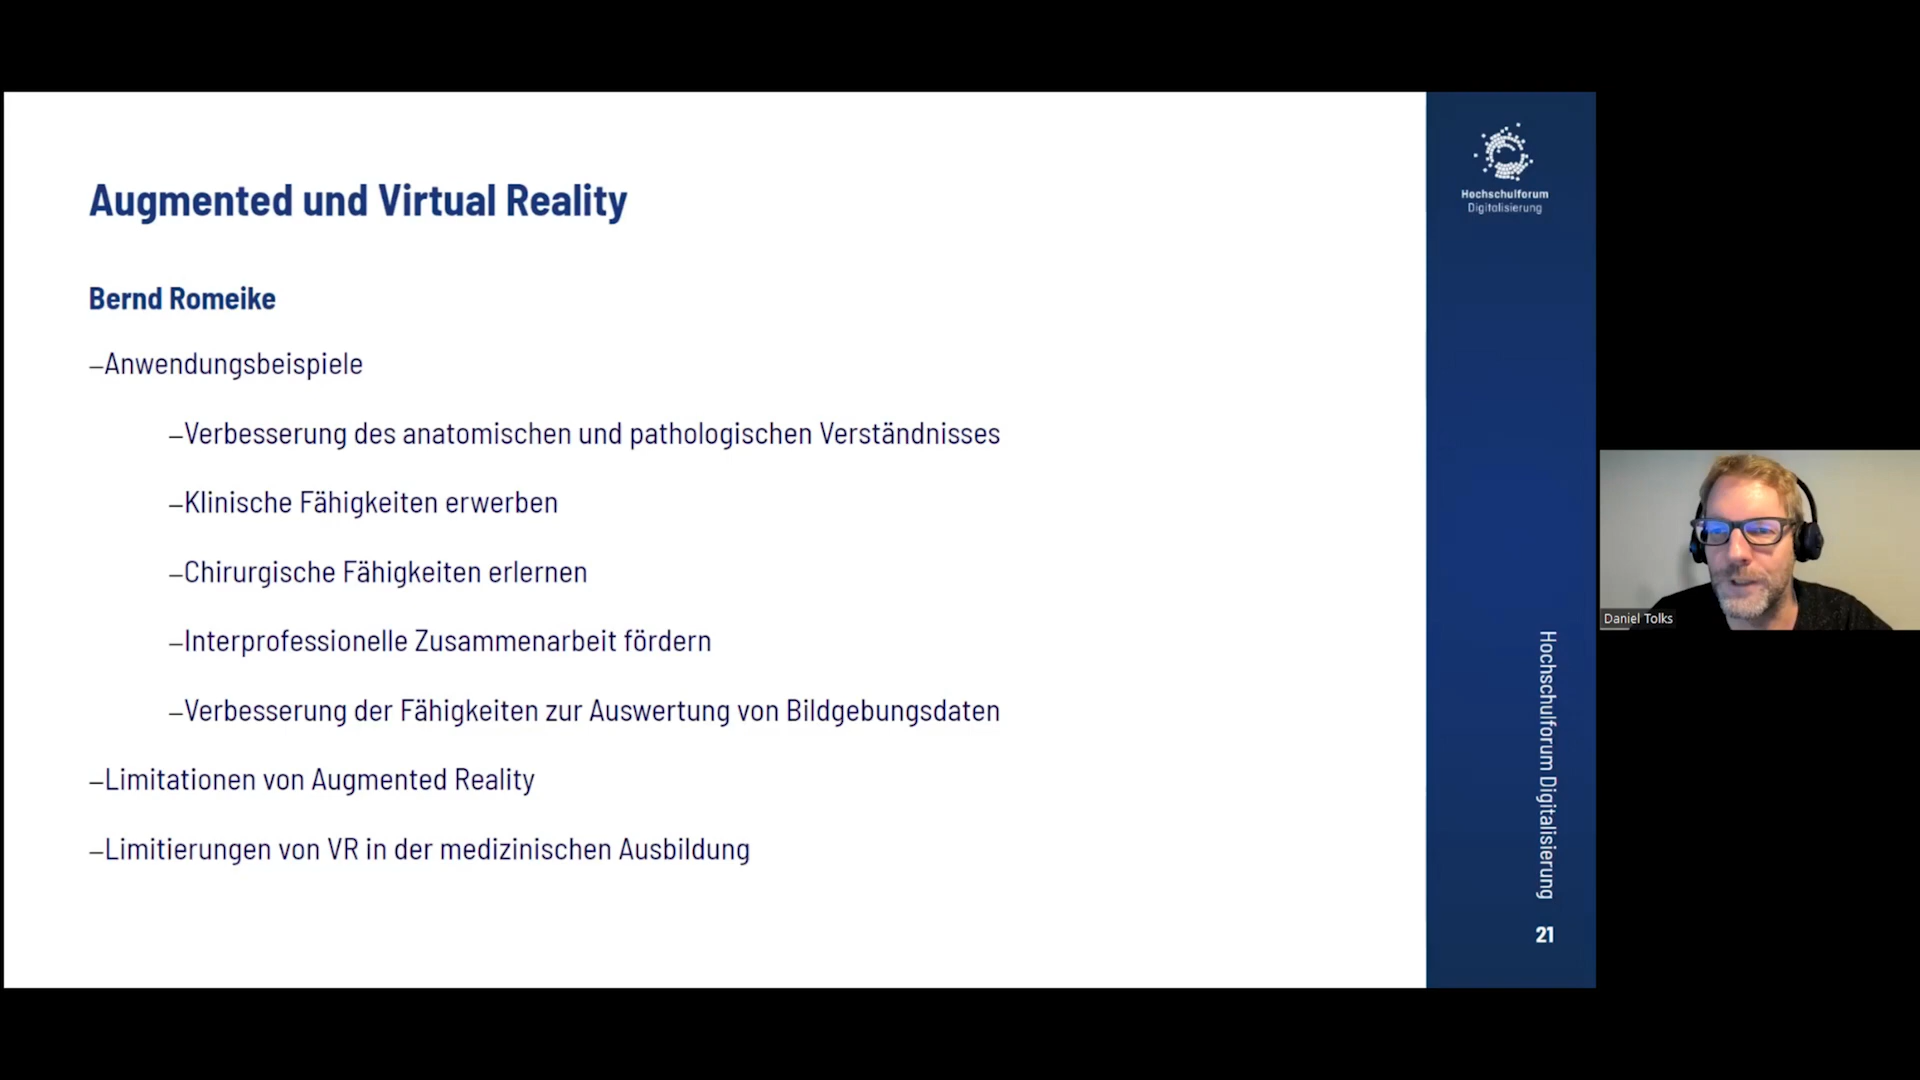 Augmented und Virtual Reality
Bernd Romeike
–Anwendungsbeispiele
–Verbesserung des anatomischen und pathologischen Verständnisses
–Klinische Fähigkeiten erwerben
–Chirurgische Fähigkeiten erlernen
–Interprofessionelle Zusammenarbeit fördern
–Verbesserung der Fähigkeiten zur Auswertung von Bildgebungsdaten
–Limitationen von Augmented Reality
–Limitierungen von VR in der medizinischen Ausbildung
Hochschulforum
Digitalisierung
Hochschulforum Digitalisierung
21
Daniel Tolks